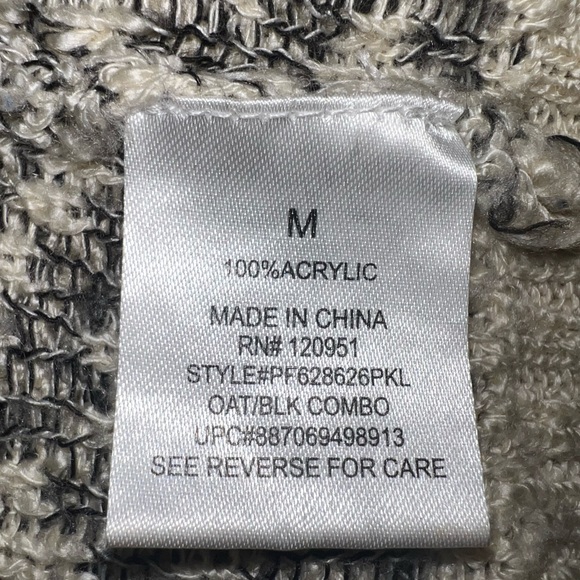 M
100%ACRYLIC
MADE IN CHINA
RN# 120951
STYLE#PF628626PKL
OAT/BLK COMBO
UPC#887069498913
SEE REVERSE FOR CARE